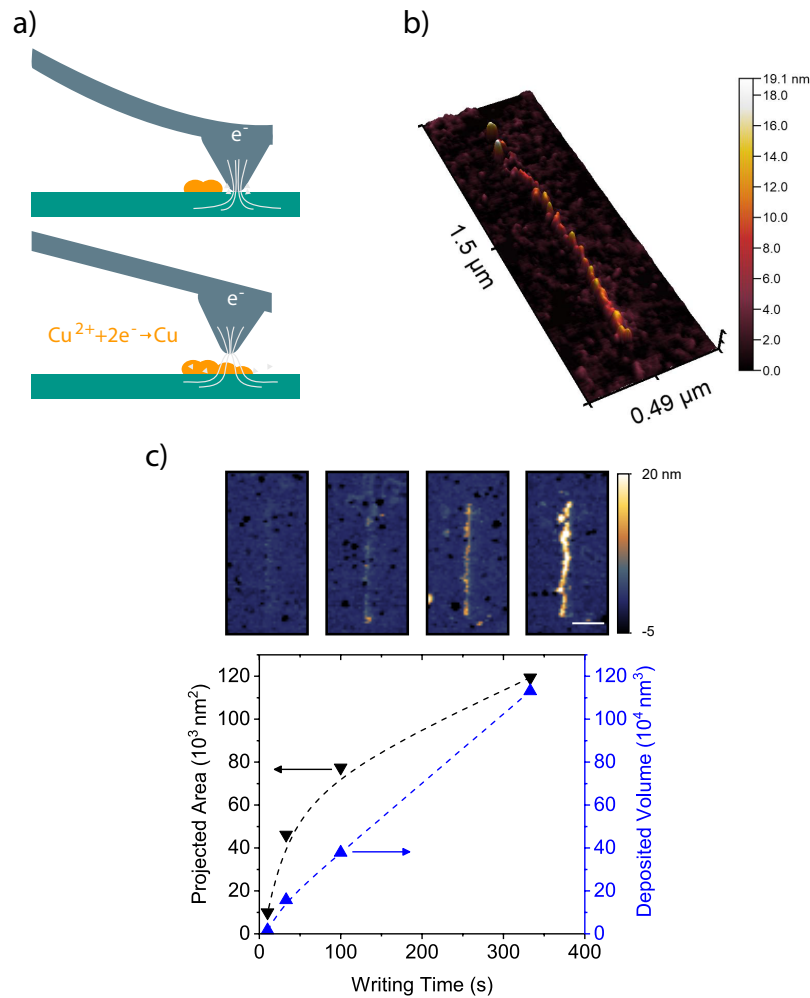 a)
e-
e-
Cu2++2e-→Cu
b)
1.5 µm
0.49 µm
19.1 nm
18.0
16.0
14.0
12.0
10.0
8.0
6.0
4.0
2.0
0.0
c)
20 nm
-5
Projected Area (10³ nm²)
120
100
80
60
40
20
0
0
100
200
300
400
Writing Time (s)
120
100
80
60
40
20
0
Deposited Volume (10⁴ nm³)